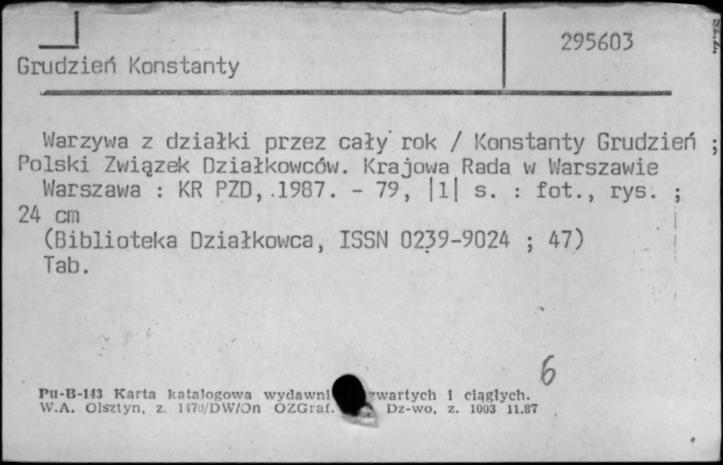 295603
Grudzień Konstanty
Warzywa z działki przez cały rok / Konstanty Grudzień ;
Polski Związek Działkowców. Krajowa Rada w Warszawie
Warszawa : KR PZD, 1987. - 79, |1| s. : fot., rys. ;
24 cm
(Biblioteka Działkowca, ISSN 0239-9024 ; 47)
Tab.
6
Pu-B-143 Karta katalogowa wydawni zwartych i ciągłych.
W.A. Olsztyn, z. 1470/DW/On OZGraf. Dz-wo, z. 1003 11.87